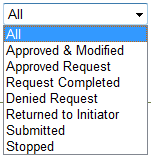 All
All
Approved & Modified
Approved Request
Request Completed
Denied Request
Returned to Initiator
Submitted
Stopped